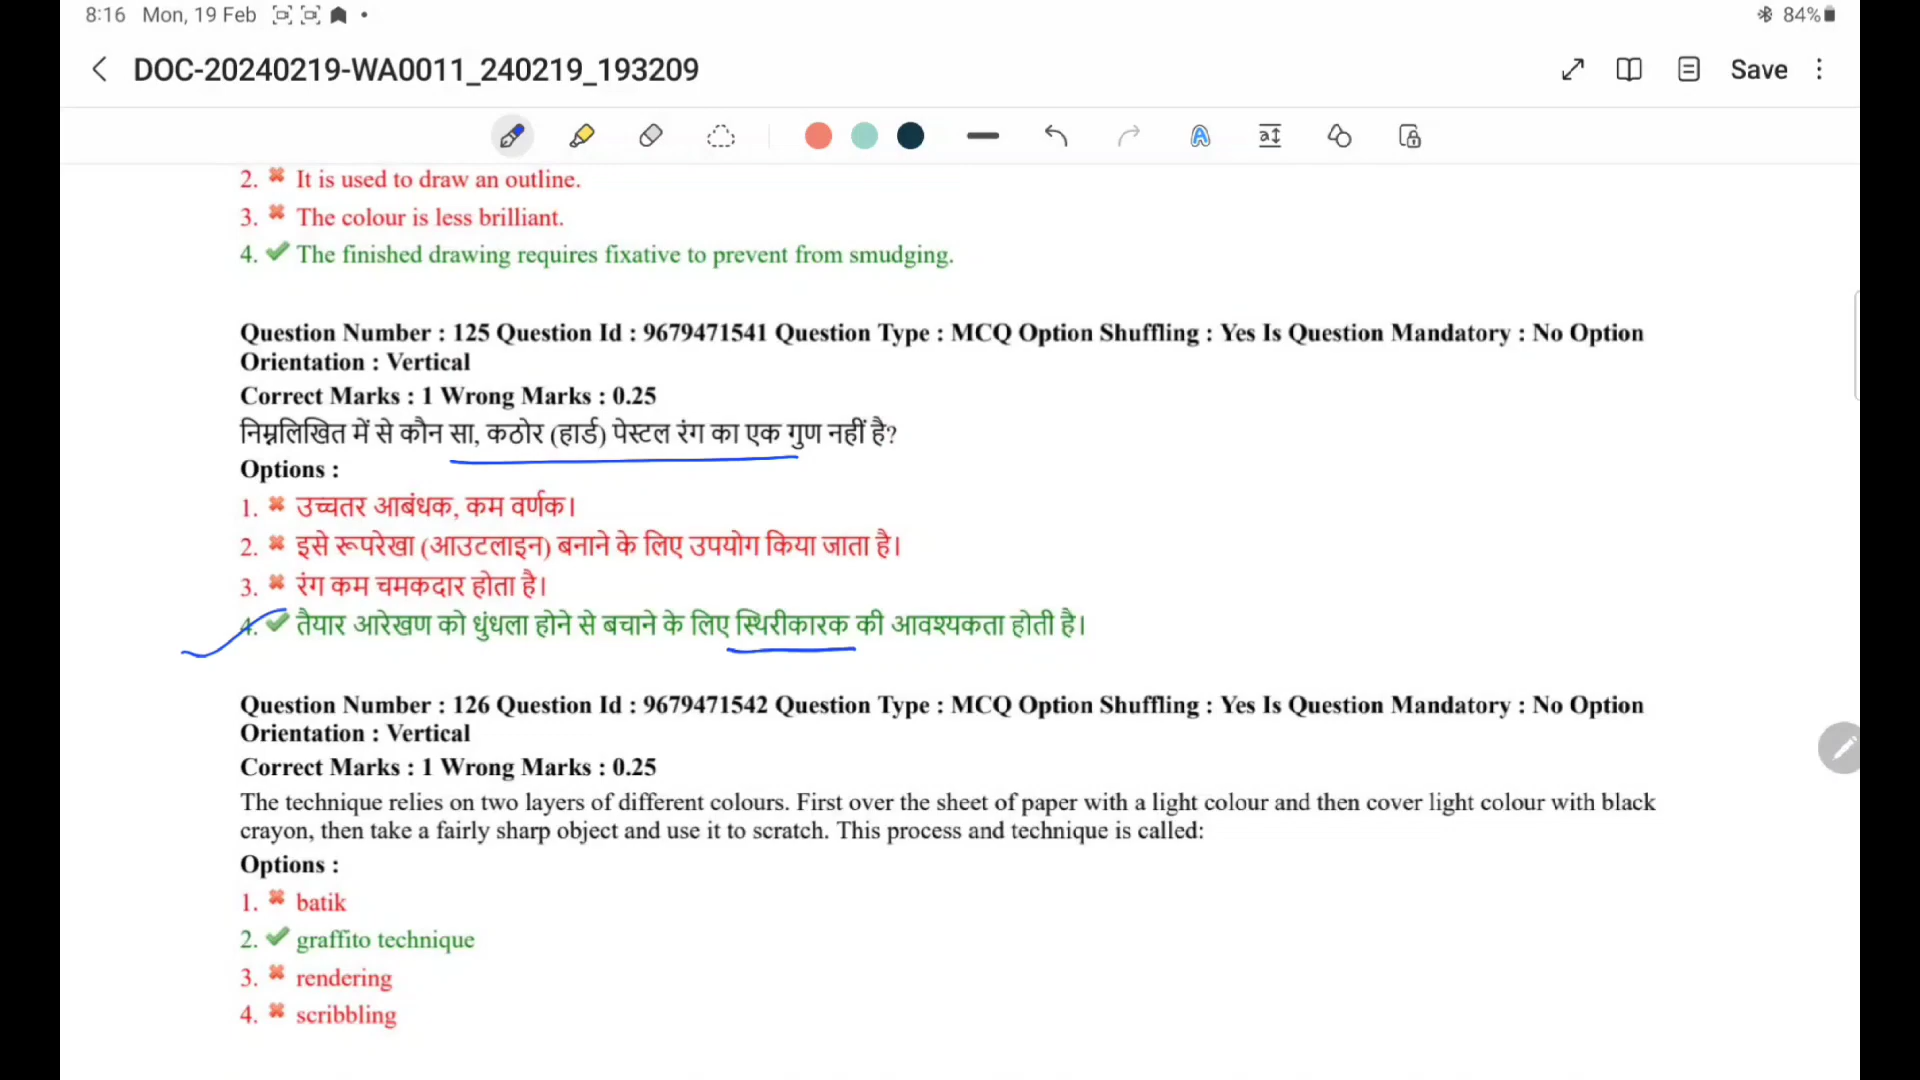 8:16 Mon, 19 Feb
84%
DOC-20240219-WA0011_240219_193209
Save
2. It is used to draw an outline.
3. The colour is less brilliant.
4. The finished drawing requires fixative to prevent from smudging.
Question Number : 125 Question Id : 9679471541 Question Type : MCQ Option Shuffling : Yes Is Question Mandatory : No Option
Orientation : Vertical
Correct Marks : 1 Wrong Marks : 0.25
निम्नलिखित में से कौन सा, कठोर (हार्ड) पेस्टल रंग का एक गुण नहीं है?
Options :
1. उच्चतर आबंधक, कम वर्णक।
2. इसे रूपरेखा (आउटलाइन) बनाने के लिए उपयोग किया जाता है।
3. रंग कम चमकदार होता है।
4. तैयार आरेखण को धुंधला होने से बचाने के लिए स्थिरीकारक की आवश्यकता होती है।
Question Number : 126 Question Id : 9679471542 Question Type : MCQ Option Shuffling : Yes Is Question Mandatory : No Option
Orientation : Vertical
Correct Marks : 1 Wrong Marks : 0.25
The technique relies on two layers of different colours. First over the sheet of paper with a light colour and then cover light colour with black
crayon, then take a fairly sharp object and use it to scratch. This process and technique is called:
Options :
1. batik
2. graffito technique
3. rendering
4. scribbling